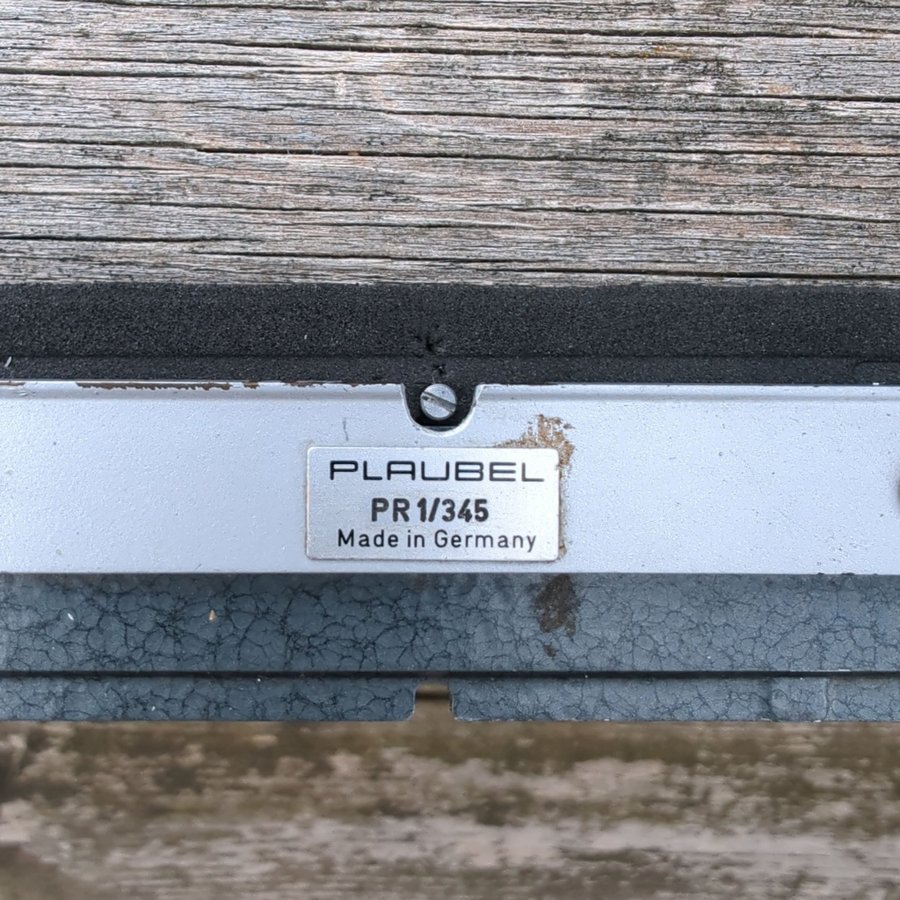 PLAUBEL
PR 1/345
Made in Germany